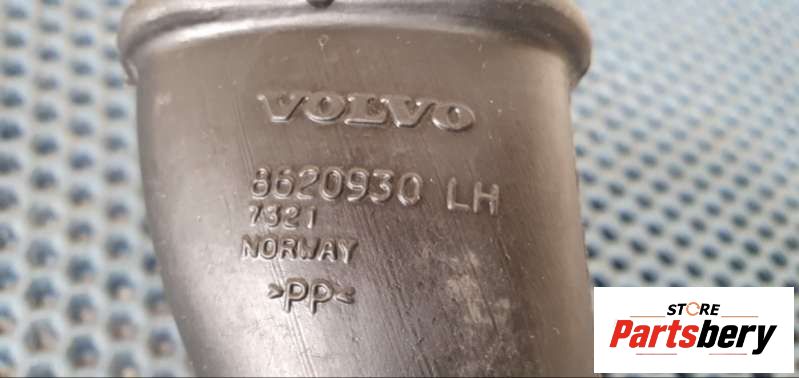 VOLVO
8620930 LH
7321
NORWAY
>PP<
STORE
Partsbery